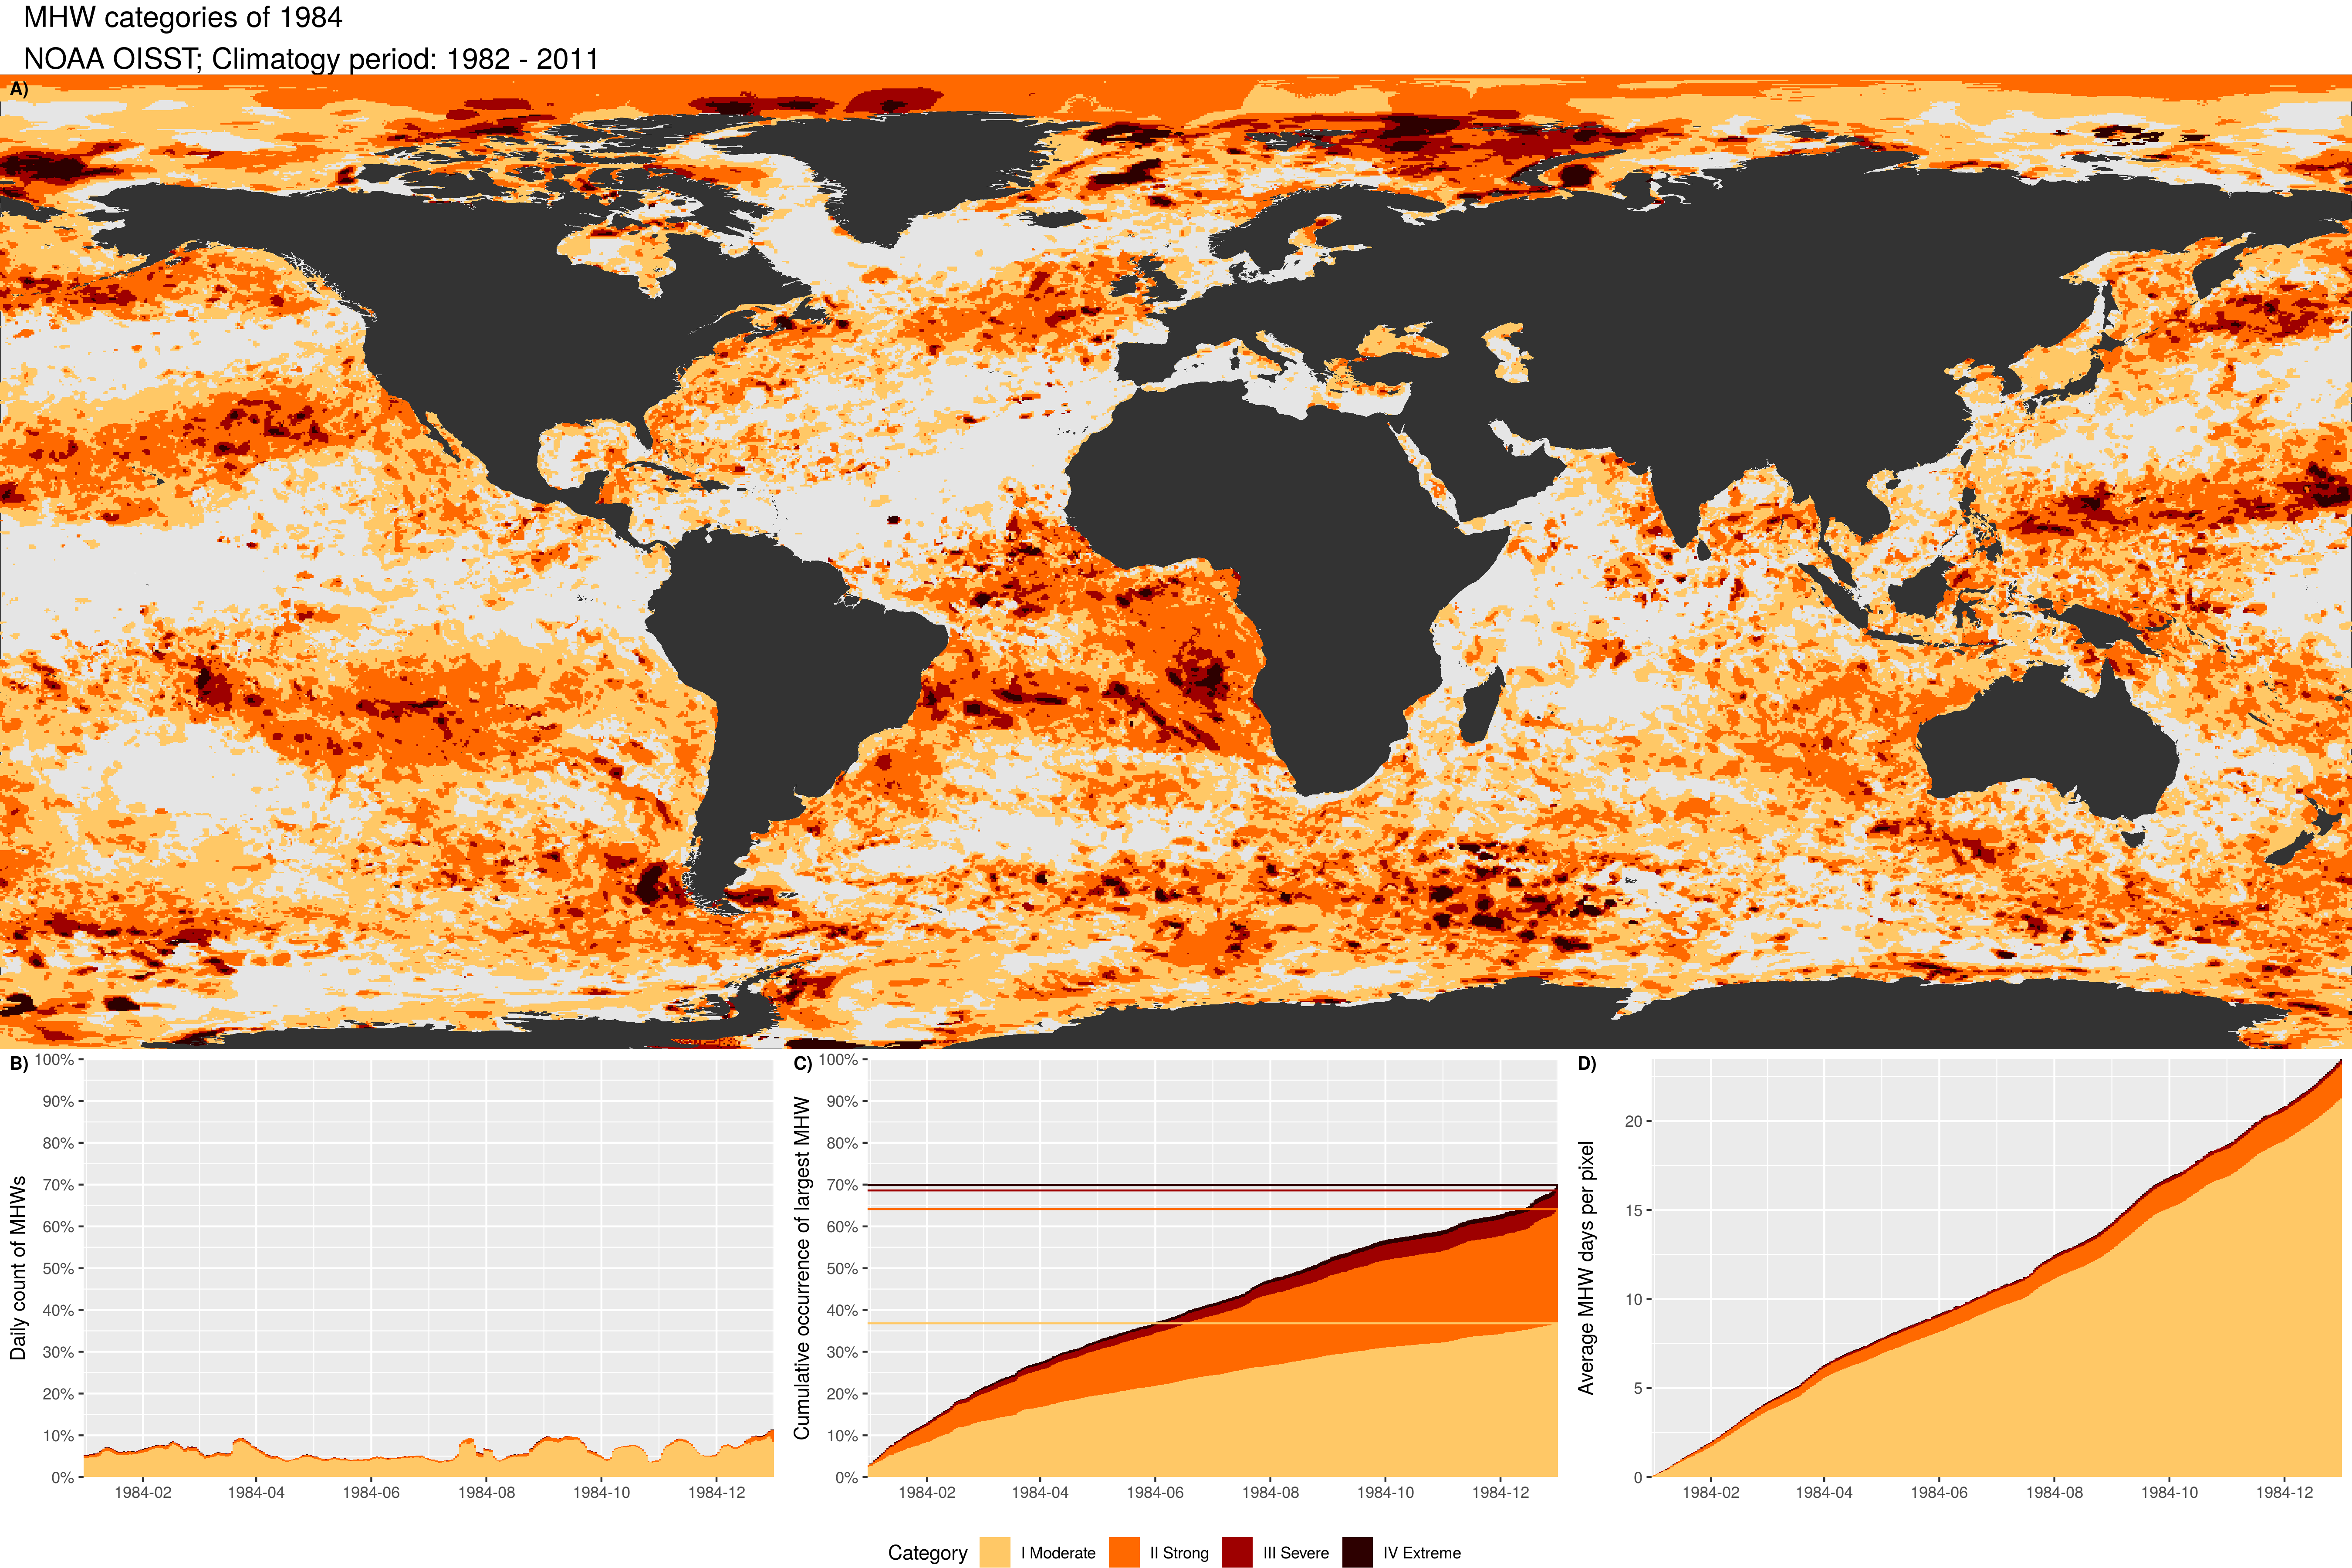 MHW categories of 1984
NOAA OISST; Climatogy period: 1982 - 2011
A)
B)
Daily count of MHWs
100%
90%
80%
70%
60%
50%
40%
30%
20%
10%
0%
1984-02 1984-04 1984-06 1984-08 1984-10 1984-12
C)
Cumulative occurrence of largest MHW
100%
90%
80%
70%
60%
50%
40%
30%
20%
10%
0%
1984-02 1984-04 1984-06 1984-08 1984-10 1984-12
D)
Average MHW days per pixel
20
15
10
5
0
1984-02 1984-04 1984-06 1984-08 1984-10 1984-12
Category I Moderate II Strong III Severe IV Extreme